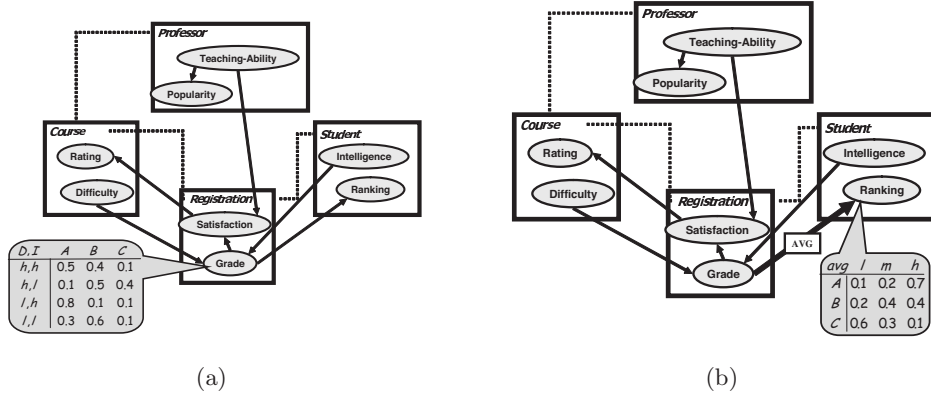 Professor
Teaching-Ability
Popularity
Course
Rating
Difficulty
Student
Intelligence
Ranking
Registration
Satisfaction
Grade
D,I A B C
h,h 0.5 0.4 0.1
h,l 0.1 0.5 0.4
l,h 0.8 0.1 0.1
l,l 0.3 0.6 0.1
(a)
Professor
Teaching-Ability
Popularity
Course
Rating
Difficulty
Student
Intelligence
Ranking
Registration
Satisfaction
Grade
AVG
avg l m h
A 0.1 0.2 0.7
B 0.2 0.4 0.4
C 0.6 0.3 0.1
(b)